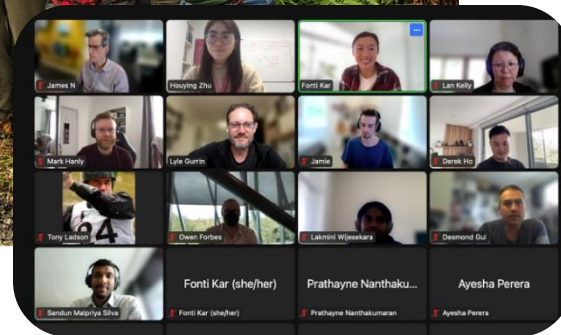 James N
Houying Zhu
Fonti Kar
Lan Kelly
Mark Hanly
Lyle Gurrin
Jamie
Derek Ho
Tony Ladson
Owen Forbes
Lakmini Wijesekara
Desmond Gul
Sandun Malpriya Silva
Fonti Kar (she/her)
Fonti Kar (she/her)
Prathayne Nanthaku...
Prathayne Nanthakumaran
Ayesha Perera
Ayesha Perera